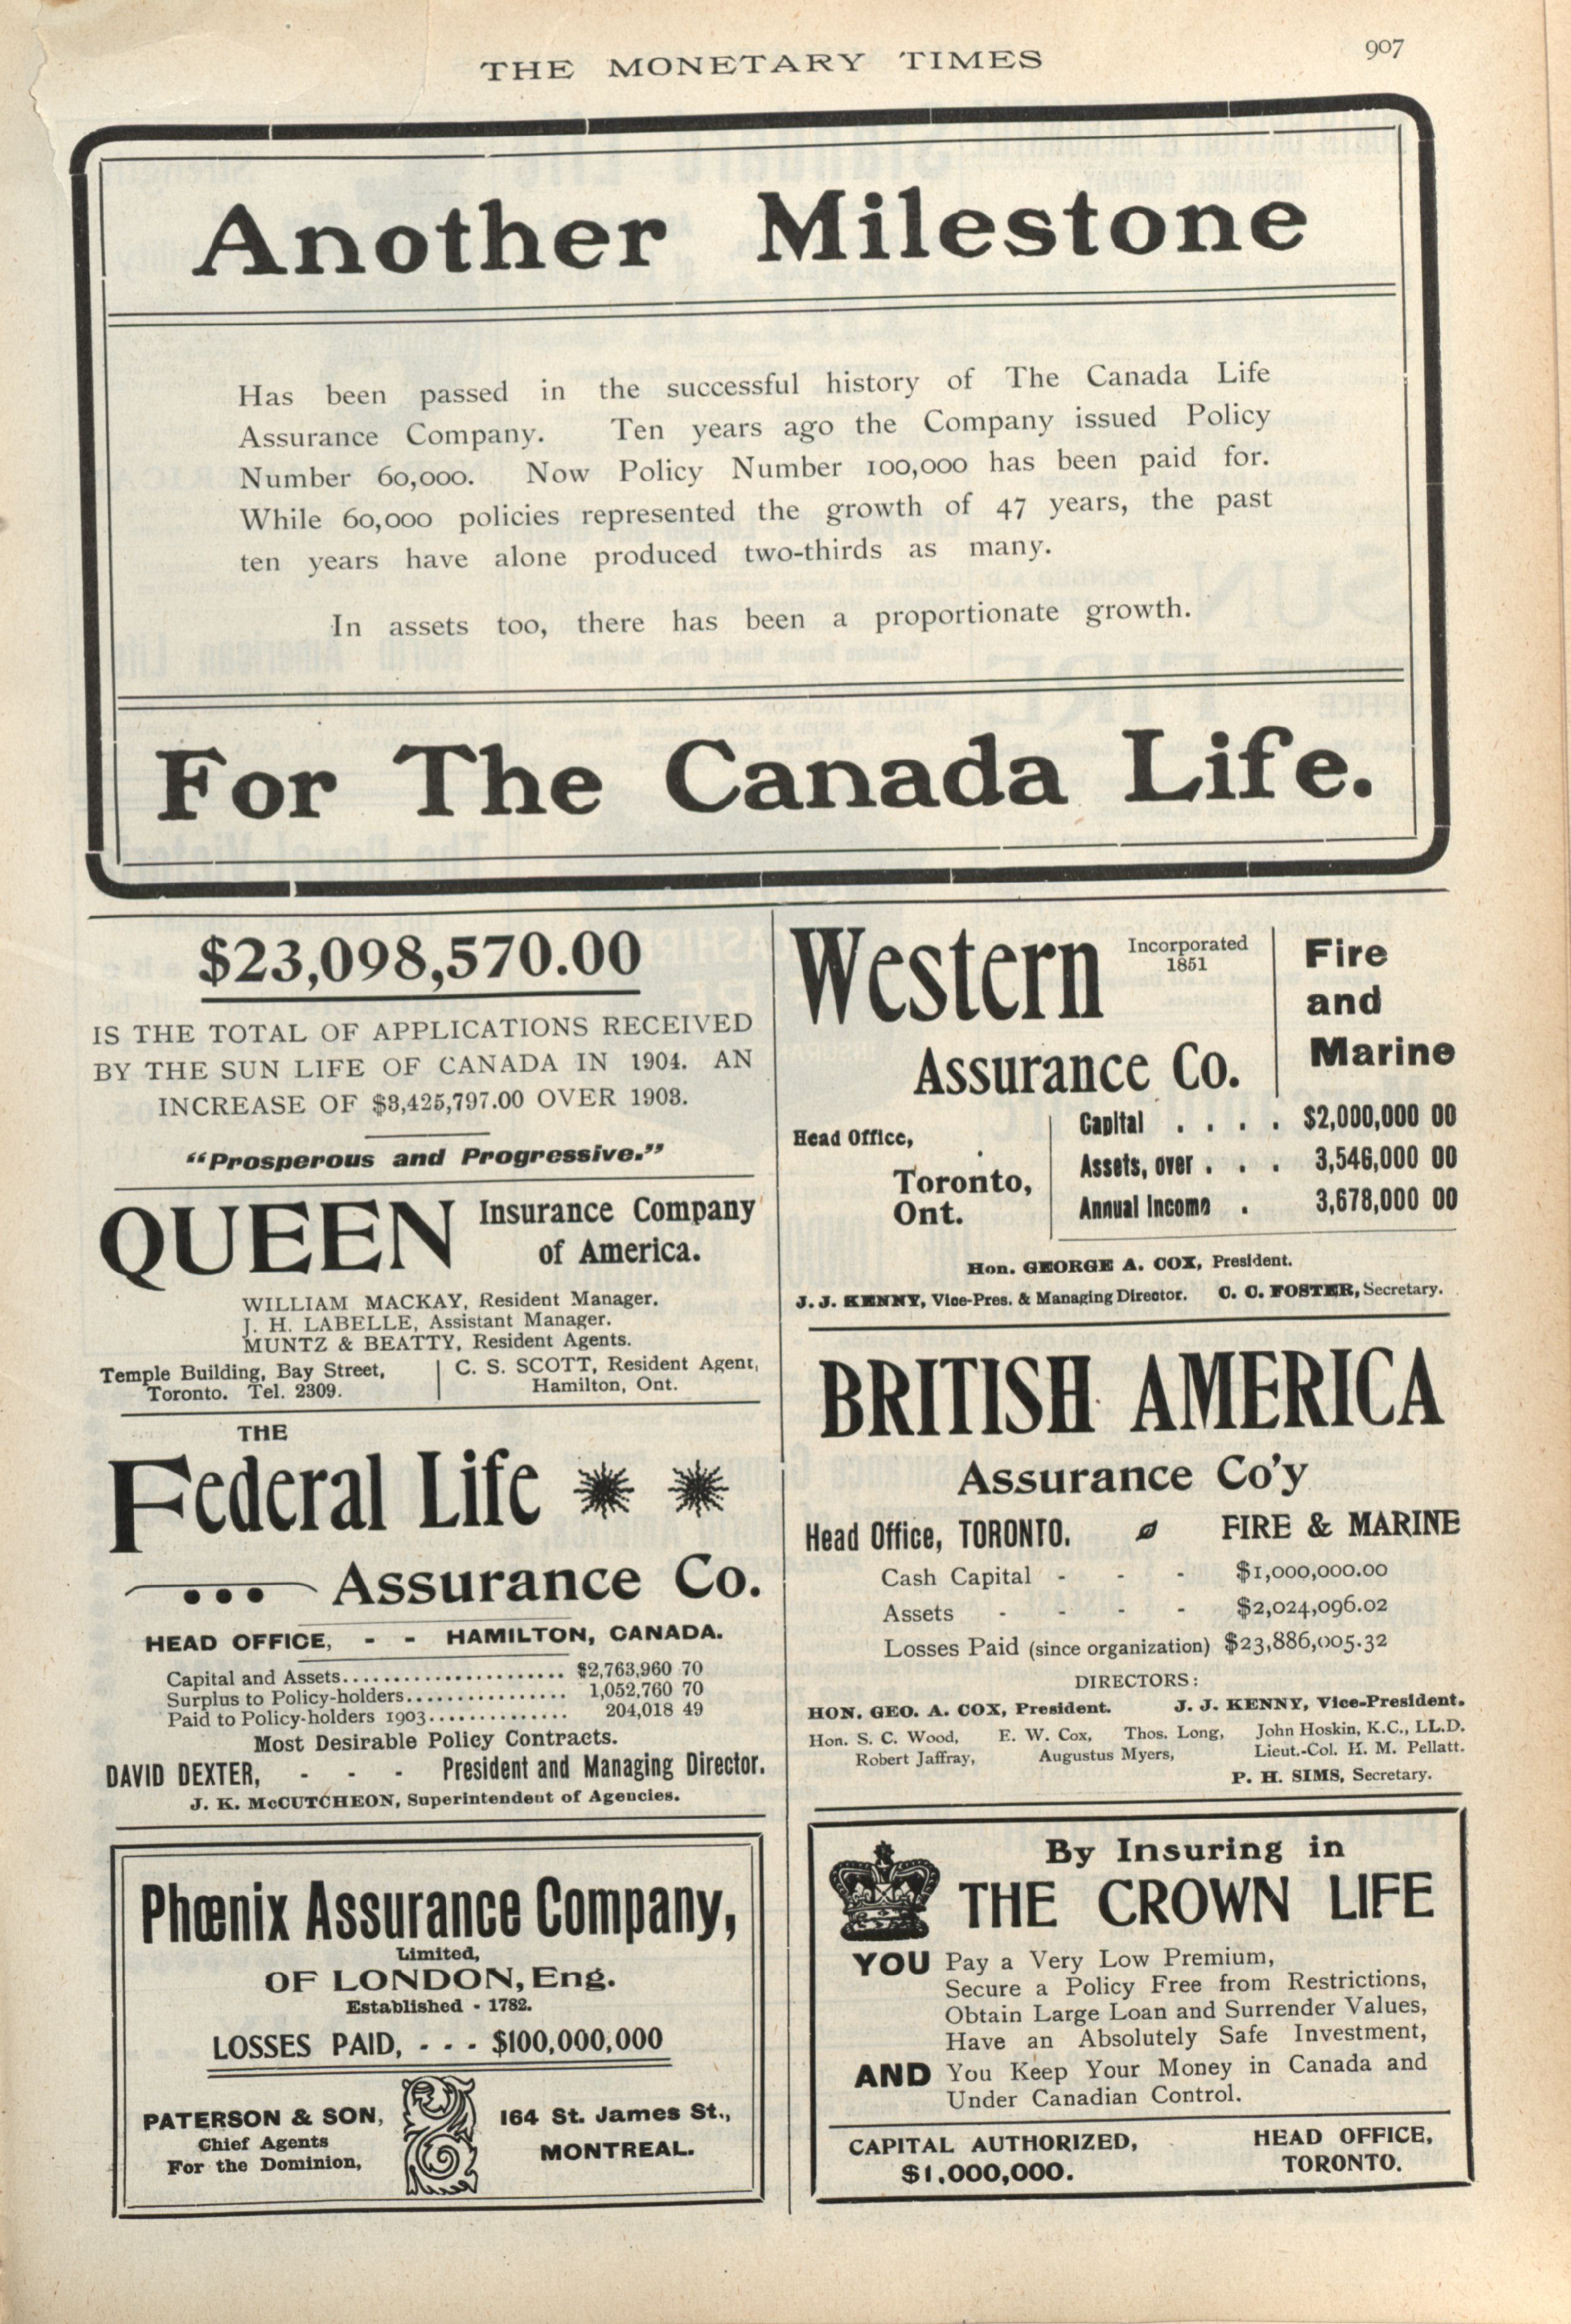 THE MONETARY TIMES
907
Another Milestone
Has been passed in the successful history of The Canada Life
Assurance Company. Ten years ago the Company issued Policy
Number 60,000. Now Policy Number 100,000 has been paid for.
While 60,000 policies represented the growth of 47 years, the past
ten years have alone produced two-thirds as many.
In assets too, there has been a proportionate growth.
For The Canada Life.
$23,098,570.00
IS THE TOTAL OF APPLICATIONS RECEIVED
BY THE SUN LIFE OF CANADA IN 1904. AN
INCREASE OF $3,425,797.00 OVER 1903.
"Prosperous and Progressive."
QUEEN Insurance Company
of America.
WILLIAM MACKAY, Resident Manager.
J. H. LABELLE, Assistant Manager.
MUNTZ & BEATTY, Resident Agents.
Temple Building, Bay Street,
Toronto. Tel. 2309.
C. S. SCOTT, Resident Agent,
Hamilton, Ont.
THE
Federal Life
Assurance Co.
HEAD OFFICE, - - HAMILTON, CANADA.
Capital and Assets...................... $2,763,960 70
Surplus to Policy-holders................ 1,052,760 70
Paid to Policy-holders 1903.............. 204,018 49
Most Desirable Policy Contracts.
DAVID DEXTER, - - - President and Managing Director.
J. K. McCUTCHEON, Superintendent of Agencies.
Phœnix Assurance Company,
Limited,
OF LONDON, Eng.
Established - 1782.
LOSSES PAID, - - - $100,000,000
PATERSON & SON,
Chief Agents
For the Dominion,
164 St. James St.,
MONTREAL.
Western
Incorporated
1851
Assurance Co.
Fire
and
Marine
Head Office,
Toronto,
Ont.
Capital . . . . $2,000,000 00
Assets, over . . . 3,546,000 00
Annual Income . 3,678,000 00
Hon. GEORGE A. COX, President.
J. J. KENNY, Vice-Pres. & Managing Director. C. C. FOSTER, Secretary.
BRITISH AMERICA
Assurance Co'y
Head Office, TORONTO. FIRE & MARINE
Cash Capital - - - $1,000,000.00
Assets - - - - $2,024,096.02
Losses Paid (since organization) $23,886,005.32
DIRECTORS:
HON. GEO. A. COX, President. J. J. KENNY, Vice-President.
Hon. S. C. Wood, E. W. Cox, Thos. Long, John Hoskin, K.C., LL.D.
Robert Jaffray, Augustus Myers, Lieut.-Col. H. M. Pellatt.
P. H. SIMS, Secretary.
By Insuring in
THE CROWN LIFE
YOU Pay a Very Low Premium,
Secure a Policy Free from Restrictions,
Obtain Large Loan and Surrender Values,
Have an Absolutely Safe Investment,
AND You Keep Your Money in Canada and
Under Canadian Control.
CAPITAL AUTHORIZED,
$1,000,000.
HEAD OFFICE,
TORONTO.